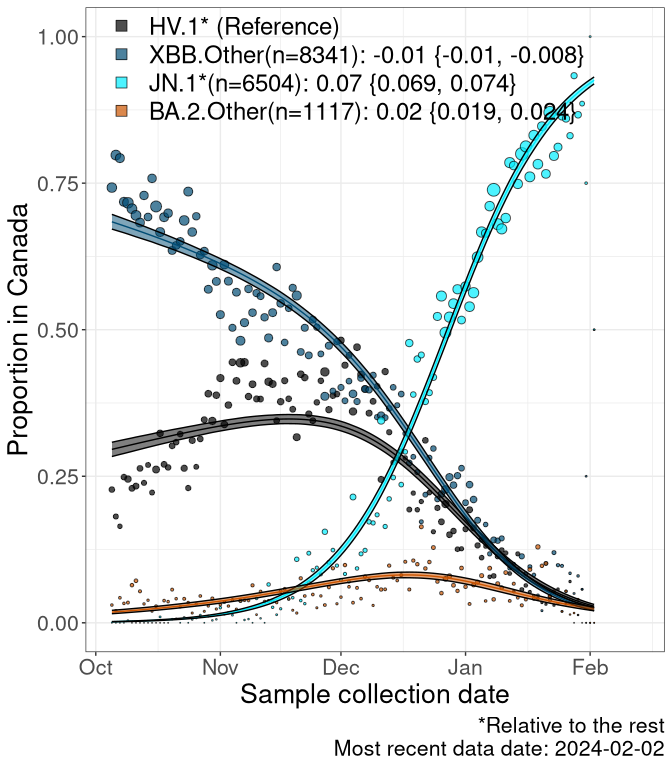 HV.1* (Reference)
XBB.Other(n=8341): -0.01 {-0.01, -0.008}
JN.1*(n=6504): 0.07 {0.069, 0.074}
BA.2.Other(n=1117): 0.02 {0.019, 0.024}
1.00
0.75
0.50
0.25
0.00
Proportion in Canada
Oct Nov Dec Jan Feb
Sample collection date
*Relative to the rest
Most recent data date: 2024-02-02